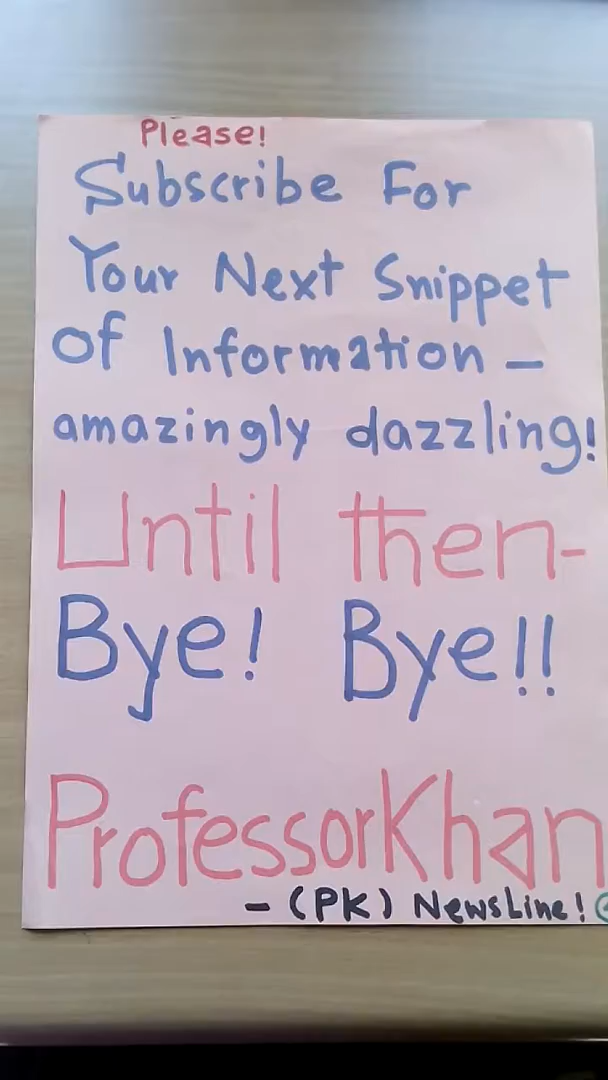 Please!
Subscribe For
Your Next Snippet
of Information –
amazingly dazzling!
Until then-
Bye! Bye!!
ProfessorKhan
- (PK) NewsLine!